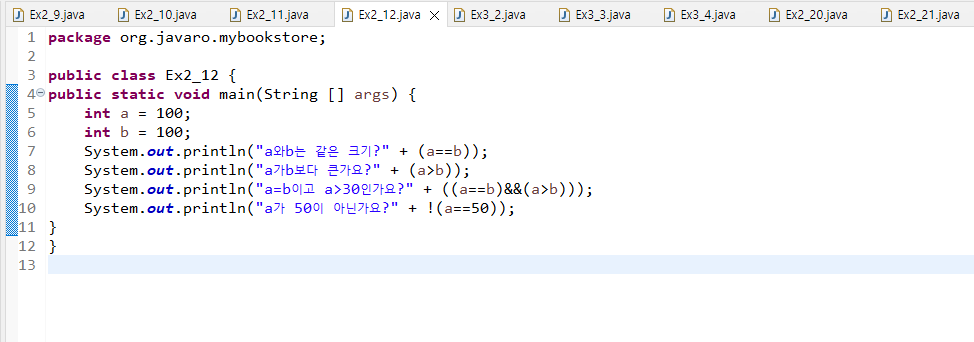 Ex2_9.java Ex2_10.java Ex2_11.java Ex2_12.java Ex3_2.java Ex3_3.java Ex3_4.java Ex2_20.java Ex2_21.java
1 package org.javaro.mybookstore;
2
3 public class Ex2_12 {
4 public static void main(String [] args) {
5 int a = 100;
6 int b = 100;
7 System.out.println("a와b는 같은 크기?" + (a==b));
8 System.out.println("a가b보다 큰가요?" + (a>b));
9 System.out.println("a=b이고 a>30인가요?" + ((a==b)&&(a>b)));
10 System.out.println("a가 50이 아닌가요?" + !(a==50));
11 }
12 }
13